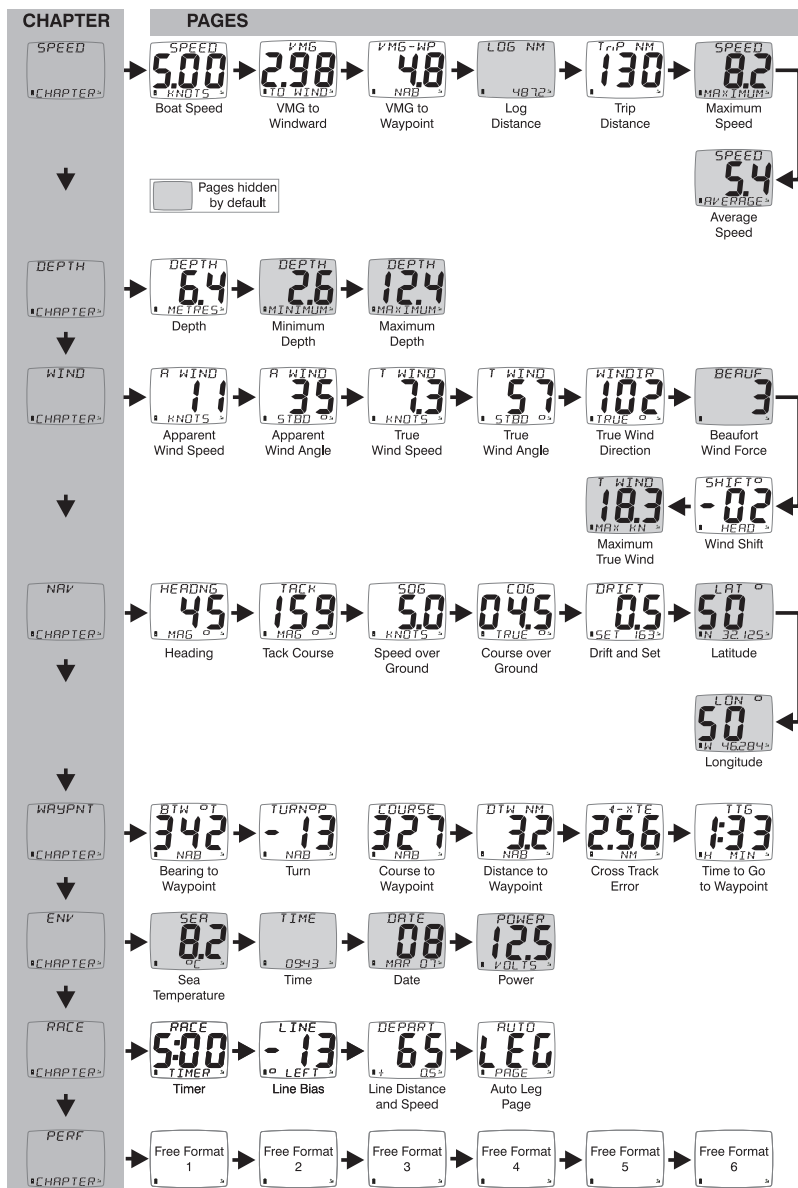 CHAPTER PAGES
SPEED
CHAPTER
SPEED
5.00
KNOTS
Boat Speed
VMG
2.98
TO WIND
VMG to
Windward
VMG-WP
4.8
NAB
VMG to
Waypoint
LOG NM
487.2
Log
Distance
TriP NM
130
Trip
Distance
SPEED
8.2
MAXIMUM
Maximum
Speed
SPEED
5.4
AVERAGE
Average
Speed
Pages hidden
by default
DEPTH
CHAPTER
DEPTH
6.4
METRES
Depth
DEPTH
2.6
MINIMUM
Minimum
Depth
DEPTH
12.4
MAXIMUM
Maximum
Depth
WIND
CHAPTER
A WIND
11
KNOTS
Apparent
Wind Speed
A WIND
35
STBD °
Apparent
Wind Angle
T WIND
7.3
KNOTS
True
Wind Speed
T WIND
57
STBD °
True
Wind Angle
WINDIR
102
TRUE °
True Wind
Direction
BEAUF
3
Beaufort
Wind Force
SHIFT°
-02
HEAD
Wind Shift
T WIND
18.3
MAX KN
Maximum
True Wind
NAV
CHAPTER
HEADNG
45
MAG °
Heading
TACK
159
MAG °
Tack Course
SOG
5.0
KNOTS
Speed over
Ground
COG
04.5
TRUE °
Course over
Ground
DRIFT
0.5
SET 163
Drift and Set
LAT °
50
N 32.125
Latitude
LON °
50
W 46.284
Longitude
WAYPNT
CHAPTER
BTW °T
342
NAB
Bearing to
Waypoint
TURN°P
-13
NAB
Turn
COURSE
327
NAB
Course to
Waypoint
DTW NM
3.2
NAB
Distance to
Waypoint
XTE
2.56
NM
Cross Track
Error
TTG
1:33
H MIN
Time to Go
to Waypoint
ENV
CHAPTER
SEA
8.2
°C
Sea
Temperature
TIME
09:43
Time
DATE
08
MAR 07
Date
POWER
12.5
VOLTS
Power
RACE
CHAPTER
RACE
5:00
TIMER
Timer
LINE
-13
° LEFT
Line Bias
DEPART
65
0.5
Line Distance
and Speed
AUTO
LEG
PAGE
Auto Leg
Page
PERF
CHAPTER
Free Format
1
Free Format
2
Free Format
3
Free Format
4
Free Format
5
Free Format
6